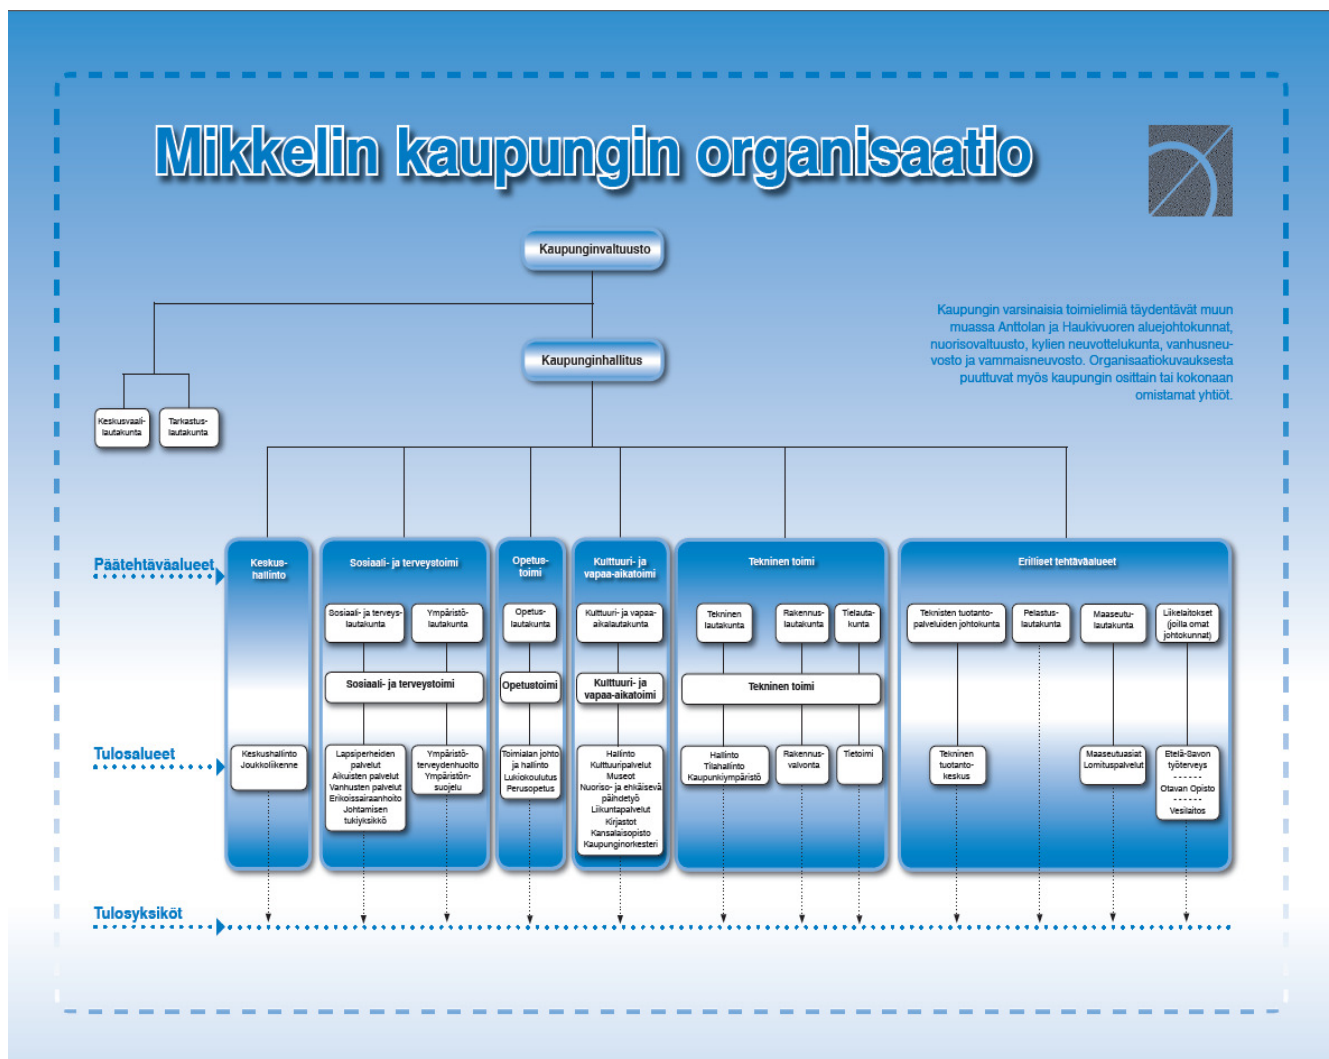 Mikkelin kaupungin organisaatio
Kaupunginvaltuusto
Kaupungin varsinaisia toimielimiä täydentävät muun
muassa Anttolan ja Haukivuoren aluejohtokunnat,
nuorisovaltuusto, kylien neuvottelukunta, vanhusneu-
vosto ja vammaisneuvosto. Organisaatiokuvauksesta
puuttuvat myös kaupungin osittain tai kokonaan
omistamat yhtiöt.
Kaupunginhallitus
Keskusvaali-
lautakunta
Tarkastus-
lautakunta
Päätehtäväalueet
Keskus-
hallinto
Sosiaali- ja terveystoimi
Opetus-
toimi
Kulttuuri- ja
vapaa-aikatoimi
Tekninen toimi
Erilliset tehtäväalueet
Sosiaali- ja terveys-
lautakunta
Ympäristö-
lautakunta
Opetus-
lautakunta
Kulttuuri- ja vapaa-
aikalautakunta
Tekninen
lautakunta
Rakennus-
lautakunta
Tielauta-
kunta
Teknisten tuotanto-
palveluiden johtokunta
Pelastus-
lautakunta
Maaseutu-
lautakunta
Liikelaitokset
(joilla omat
johtokunnat)
Sosiaali- ja terveystoimi
Opetustoimi
Kulttuuri- ja
vapaa-aikatoimi
Tekninen toimi
Tulosalueet
Keskushallinto
Joukkoliikenne
Lapsiperheiden
palvelut
Aikuisten palvelut
Vanhusten palvelut
Erikoissairaanhoito
Johtamisen
tukiyksikkö
Ympäristö-
terveydenhuolto
Ympäristön-
suojelu
Toimialan johto
ja hallinto
Lukiokoulutus
Perusopetus
Hallinto
Kulttuuripalvelut
Museot
Nuoriso- ja ehkäisevä
päihdetyö
Liikuntapalvelut
Kirjastot
Kansalaisopisto
Kaupunginorkesteri
Hallinto
Tilahallinto
Kaupunkiympäristö
Rakennus-
valvonta
Tietoimi
Tekninen
tuotanto-
keskus
Maaseutuasiat
Lomituspalvelut
Etelä-Savon
työterveys
------
Otavan Opisto
------
Vesilaitos
Tulosyksiköt